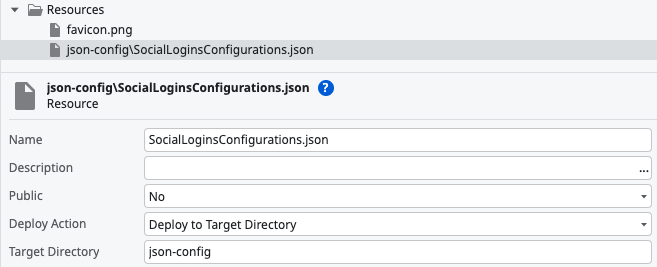 Resources
favicon.png
json-config\SocialLoginsConfigurations.json
json-config\SocialLoginsConfigurations.json ?
Resource
Name SocialLoginsConfigurations.json
Description ...
Public No
Deploy Action Deploy to Target Directory
Target Directory json-config